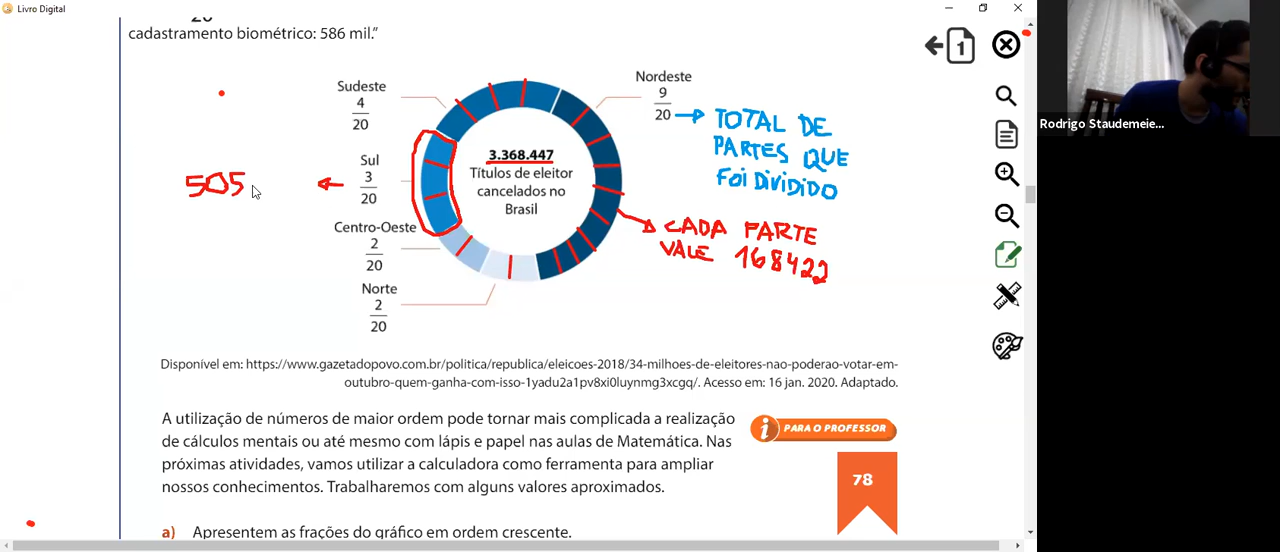 Livro Digital
20
cadastramento biométrico: 586 mil."
1
Sudeste
4
20
Nordeste
9
20
TOTAL DE
PARTES QUE
FOI DIVIDIDO
Rodrigo Staudemeie...
3.368.447
Títulos de eleitor
cancelados no
Brasil
Sul
3
20
505
Centro-Oeste
2
20
CADA PARTE
VALE 168422
Norte
2
20
Disponível em: https://www.gazetadopovo.com.br/politica/republica/eleicoes-2018/34-milhoes-de-eleitores-nao-poderao-votar-em-
outubro-quem-ganha-com-isso-1yadu2a1pv8xi0luynmg3xcgq/. Acesso em: 16 jan. 2020. Adaptado.
A utilização de números de maior ordem pode tornar mais complicada a realização
de cálculos mentais ou até mesmo com lápis e papel nas aulas de Matemática. Nas
próximas atividades, vamos utilizar a calculadora como ferramenta para ampliar
nossos conhecimentos. Trabalharemos com alguns valores aproximados.
i PARA O PROFESSOR
78
a) Apresentem as frações do gráfico em ordem crescente.